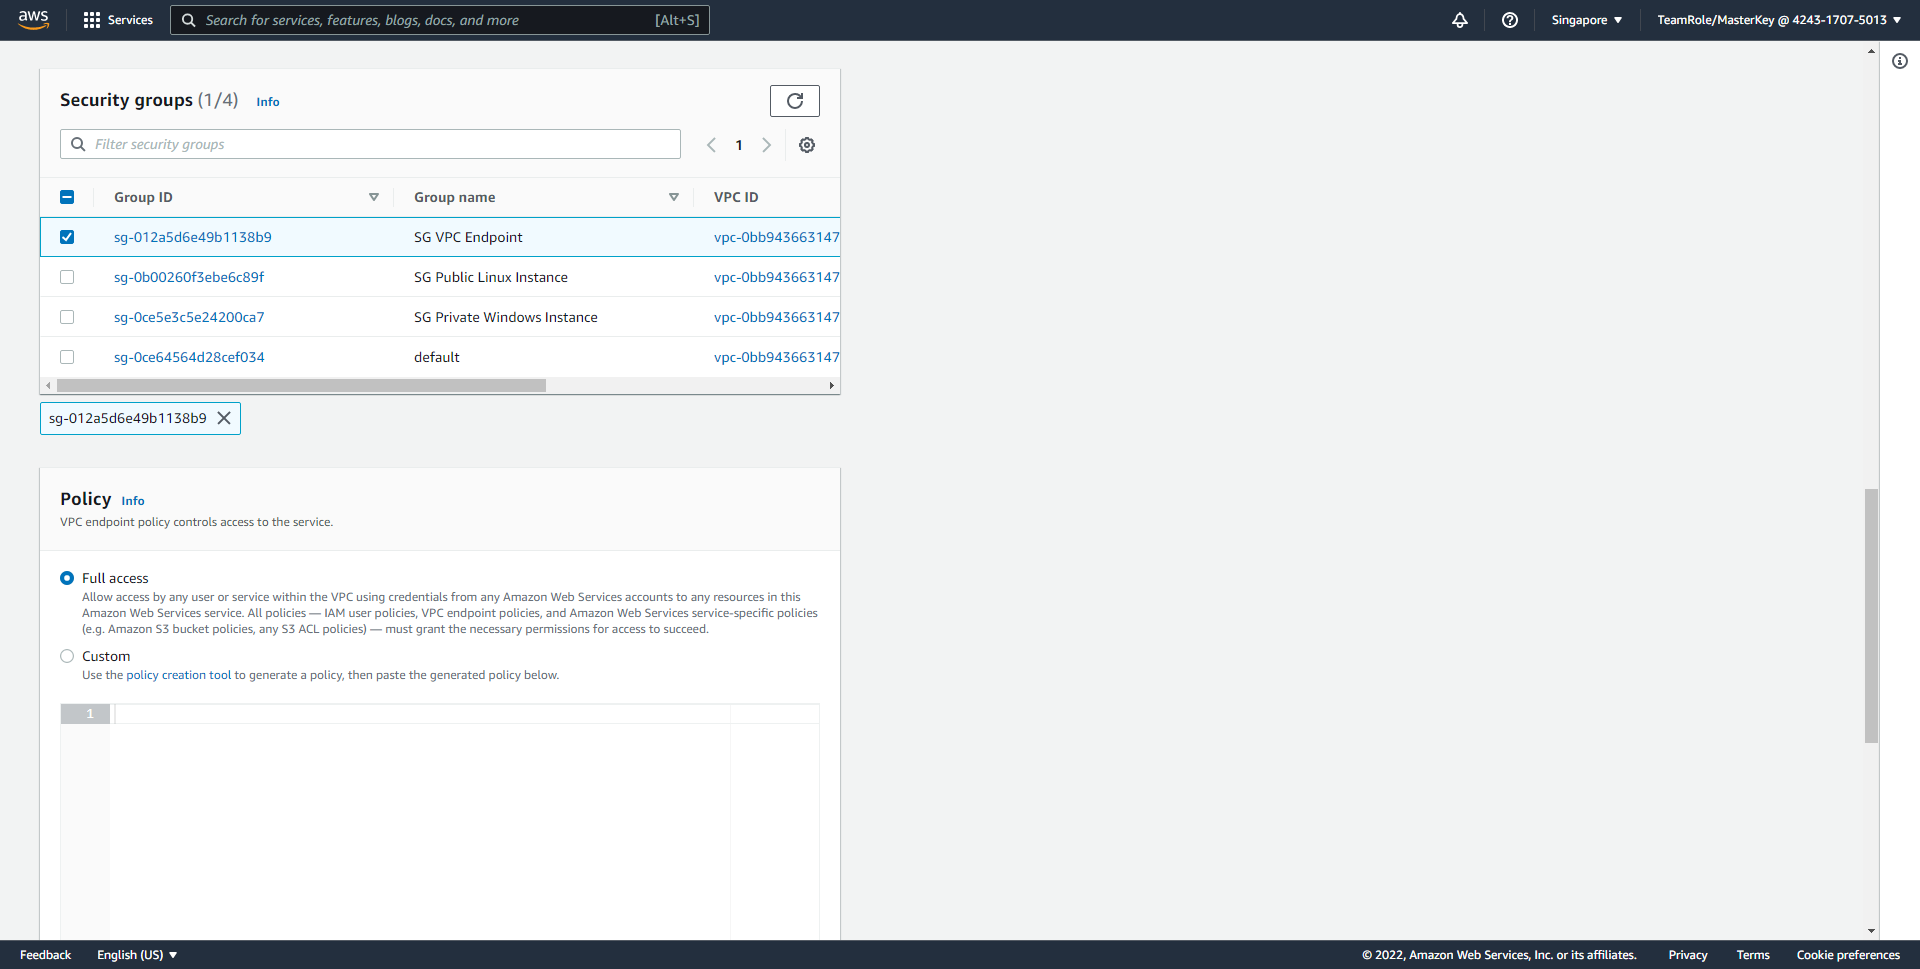 aws Services Search for services, features, blogs, docs, and more [Alt+S] Singapore TeamRole/MasterKey @ 4243-1707-5013
Security groups (1/4) Info
Filter security groups 1
Group ID Group name VPC ID
sg-012a5d6e49b1138b9 SG VPC Endpoint vpc-0bb943663147
sg-0b00260f3ebe6c89f SG Public Linux Instance vpc-0bb943663147
sg-0ce5e3c5e24200ca7 SG Private Windows Instance vpc-0bb943663147
sg-0ce64564d28cef034 default vpc-0bb943663147
sg-012a5d6e49b1138b9
Policy Info
VPC endpoint policy controls access to the service.
Full access
Allow access by any user or service within the VPC using credentials from any Amazon Web Services accounts to any resources in this
Amazon Web Services service. All policies — IAM user policies, VPC endpoint policies, and Amazon Web Services service-specific policies
(e.g. Amazon S3 bucket policies, any S3 ACL policies) — must grant the necessary permissions for access to succeed.
Custom
Use the policy creation tool to generate a policy, then paste the generated policy below.
1
Feedback English (US) © 2022, Amazon Web Services, Inc. or its affiliates. Privacy Terms Cookie preferences